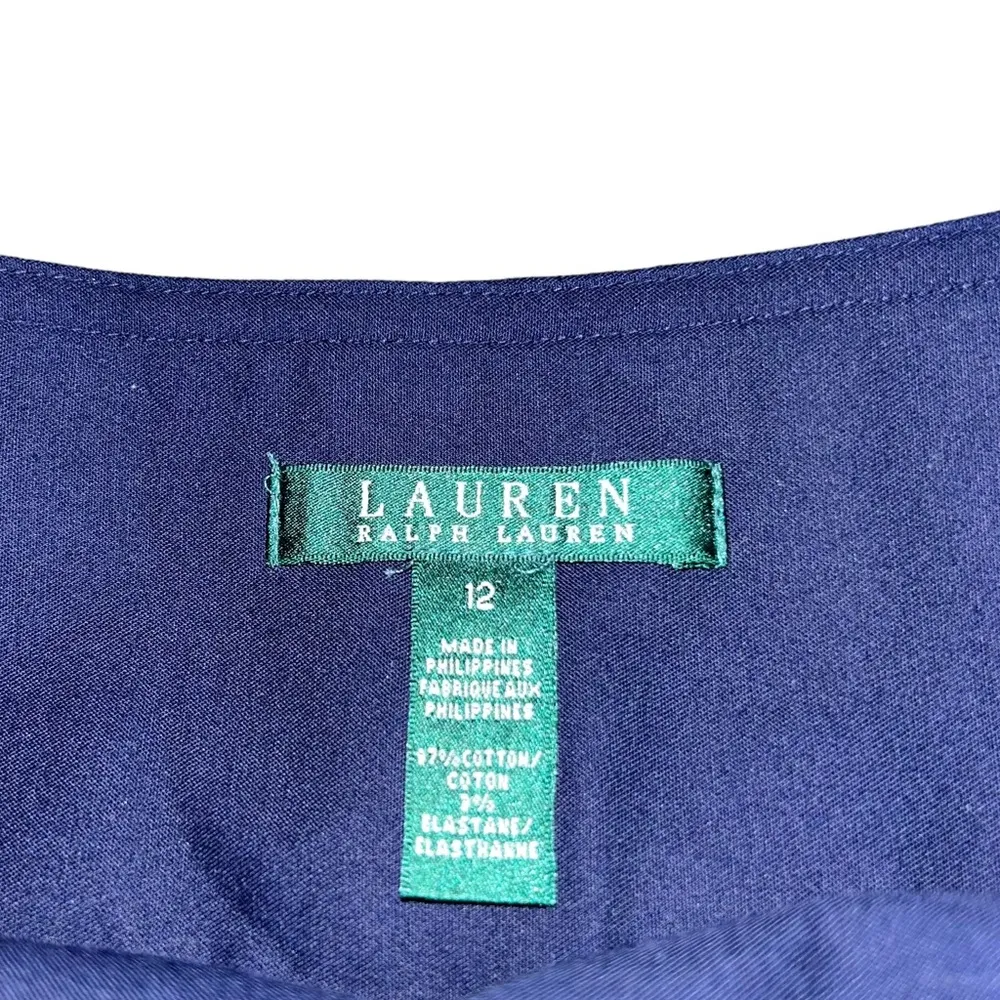 LAUREN
RALPH LAUREN
12
MADE IN
PHILIPPINES
FABRIQUE AUX
PHILIPPINES
97% COTTON/
COTON
3%
ELASTANE/
ELASTHANNE